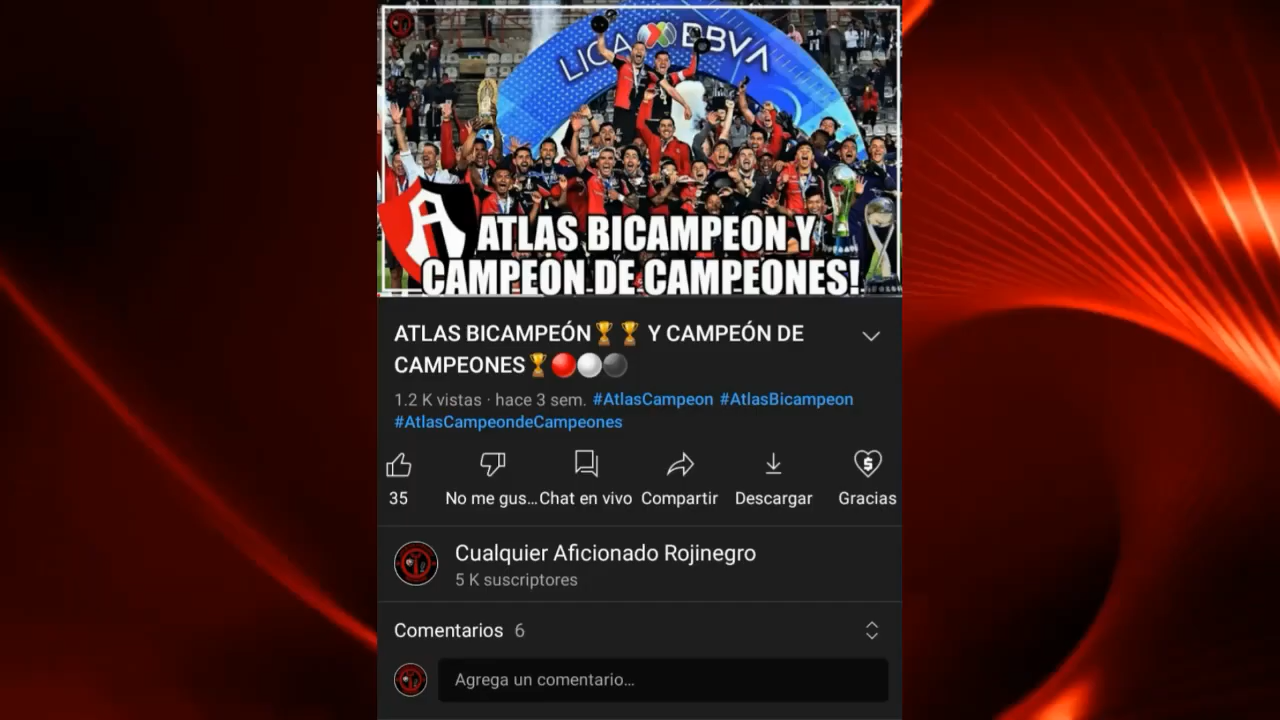 LIGA BBVA
ATLAS BICAMPEON Y
CAMPEON DE CAMPEONES!
ATLAS BICAMPEÓN🏆🏆 Y CAMPEÓN DE
CAMPEONES🏆🔴⚪⚫
1.2 K vistas · hace 3 sem. #AtlasCampeon #AtlasBicampeon
#AtlasCampeondeCampeones
35 No me gus... Chat en vivo Compartir Descargar Gracias
Cualquier Aficionado Rojinegro
5 K suscriptores
Comentarios 6
Agrega un comentario...